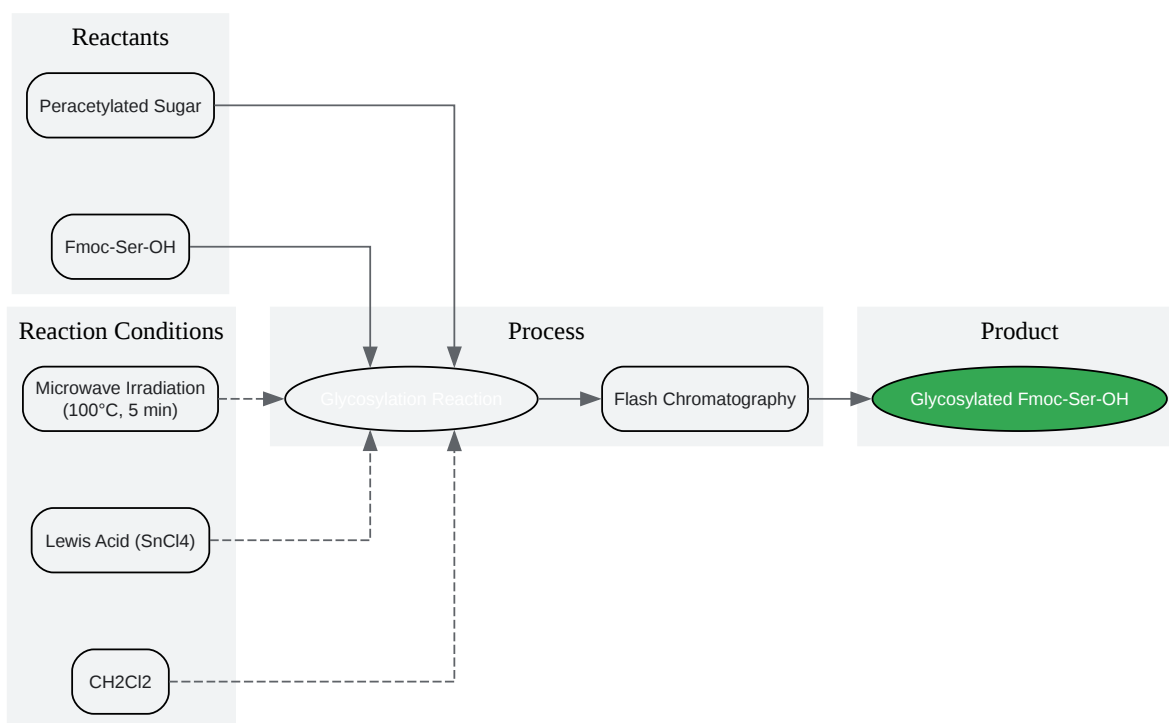 Reactants
Peracetylated Sugar
Fmoc-Ser-OH
Reaction Conditions
Microwave Irradiation
(100°C, 5 min)
Lewis Acid (SnCl4)
CH2Cl2
Process
Glycosylation Reaction
Flash Chromatography
Product
Glycosylated Fmoc-Ser-OH